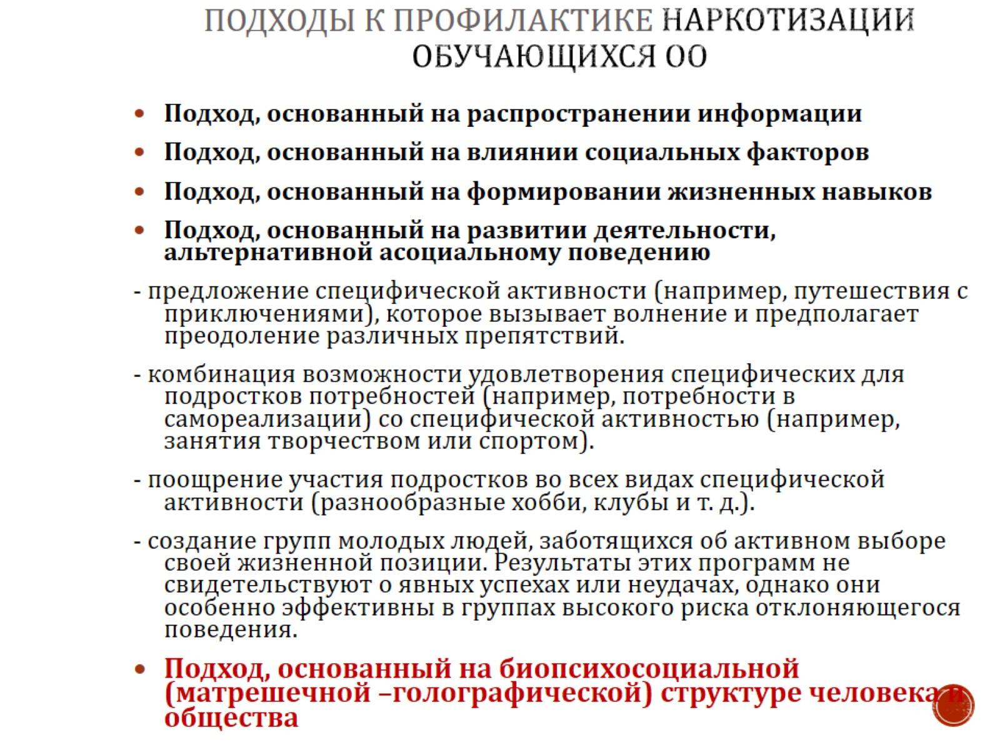 ПОДХОДЫ К ПРОФИЛАКТИКЕ НАРКОТИЗАЦИИ
ОБУЧАЮЩИХСЯ ОО
• Подход, основанный на распространении информации
• Подход, основанный на влиянии социальных факторов
• Подход, основанный на формировании жизненных навыков
• Подход, основанный на развитии деятельности,
альтернативной асоциальному поведению
- предложение специфической активности (например, путешествия с
приключениями), которое вызывает волнение и предполагает
преодоление различных препятствий.
- комбинация возможности удовлетворения специфических для
подростков потребностей (например, потребности в
самореализации) со специфической активностью (например,
занятия творчеством или спортом).
- поощрение участия подростков во всех видах специфической
активности (разнообразные хобби, клубы и т. д.).
- создание групп молодых людей, заботящихся об активном выборе
своей жизненной позиции. Результаты этих программ не
свидетельствуют о явных успехах или неудачах, однако они
особенно эффективны в группах высокого риска отклоняющегося
поведения.
• Подход, основанный на биопсихосоциальной
(матрешечной –голографической) структуре человека и
общества